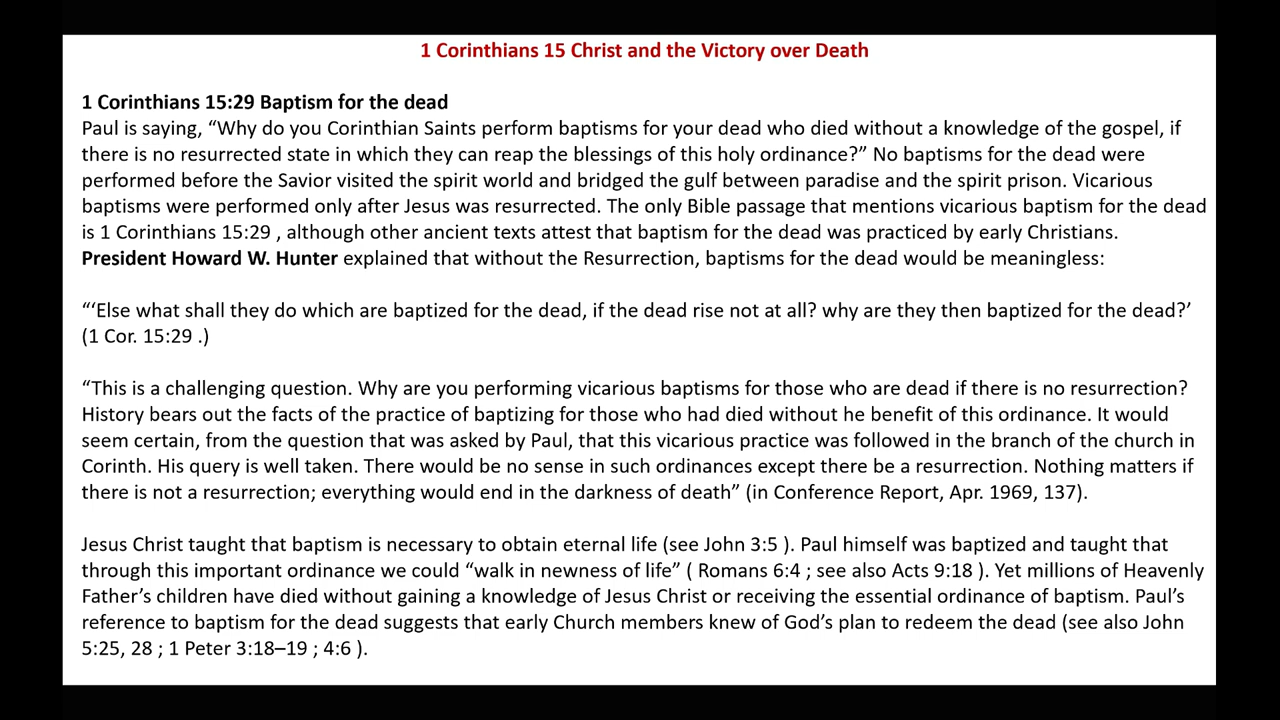 1 Corinthians 15 Christ and the Victory over Death
1 Corinthians 15:29 Baptism for the dead
Paul is saying, “Why do you Corinthian Saints perform baptisms for your dead who died without a knowledge of the gospel, if
there is no resurrected state in which they can reap the blessings of this holy ordinance?” No baptisms for the dead were
performed before the Savior visited the spirit world and bridged the gulf between paradise and the spirit prison. Vicarious
baptisms were performed only after Jesus was resurrected. The only Bible passage that mentions vicarious baptism for the dead
is 1 Corinthians 15:29 , although other ancient texts attest that baptism for the dead was practiced by early Christians.
President Howard W. Hunter explained that without the Resurrection, baptisms for the dead would be meaningless:
“‘Else what shall they do which are baptized for the dead, if the dead rise not at all? why are they then baptized for the dead?’
(1 Cor. 15:29 .)
“This is a challenging question. Why are you performing vicarious baptisms for those who are dead if there is no resurrection?
History bears out the facts of the practice of baptizing for those who had died without he benefit of this ordinance. It would
seem certain, from the question that was asked by Paul, that this vicarious practice was followed in the branch of the church in
Corinth. His query is well taken. There would be no sense in such ordinances except there be a resurrection. Nothing matters if
there is not a resurrection; everything would end in the darkness of death” (in Conference Report, Apr. 1969, 137).
Jesus Christ taught that baptism is necessary to obtain eternal life (see John 3:5 ). Paul himself was baptized and taught that
through this important ordinance we could “walk in newness of life” ( Romans 6:4 ; see also Acts 9:18 ). Yet millions of Heavenly
Father’s children have died without gaining a knowledge of Jesus Christ or receiving the essential ordinance of baptism. Paul’s
reference to baptism for the dead suggests that early Church members knew of God’s plan to redeem the dead (see also John
5:25, 28 ; 1 Peter 3:18–19 ; 4:6 ).